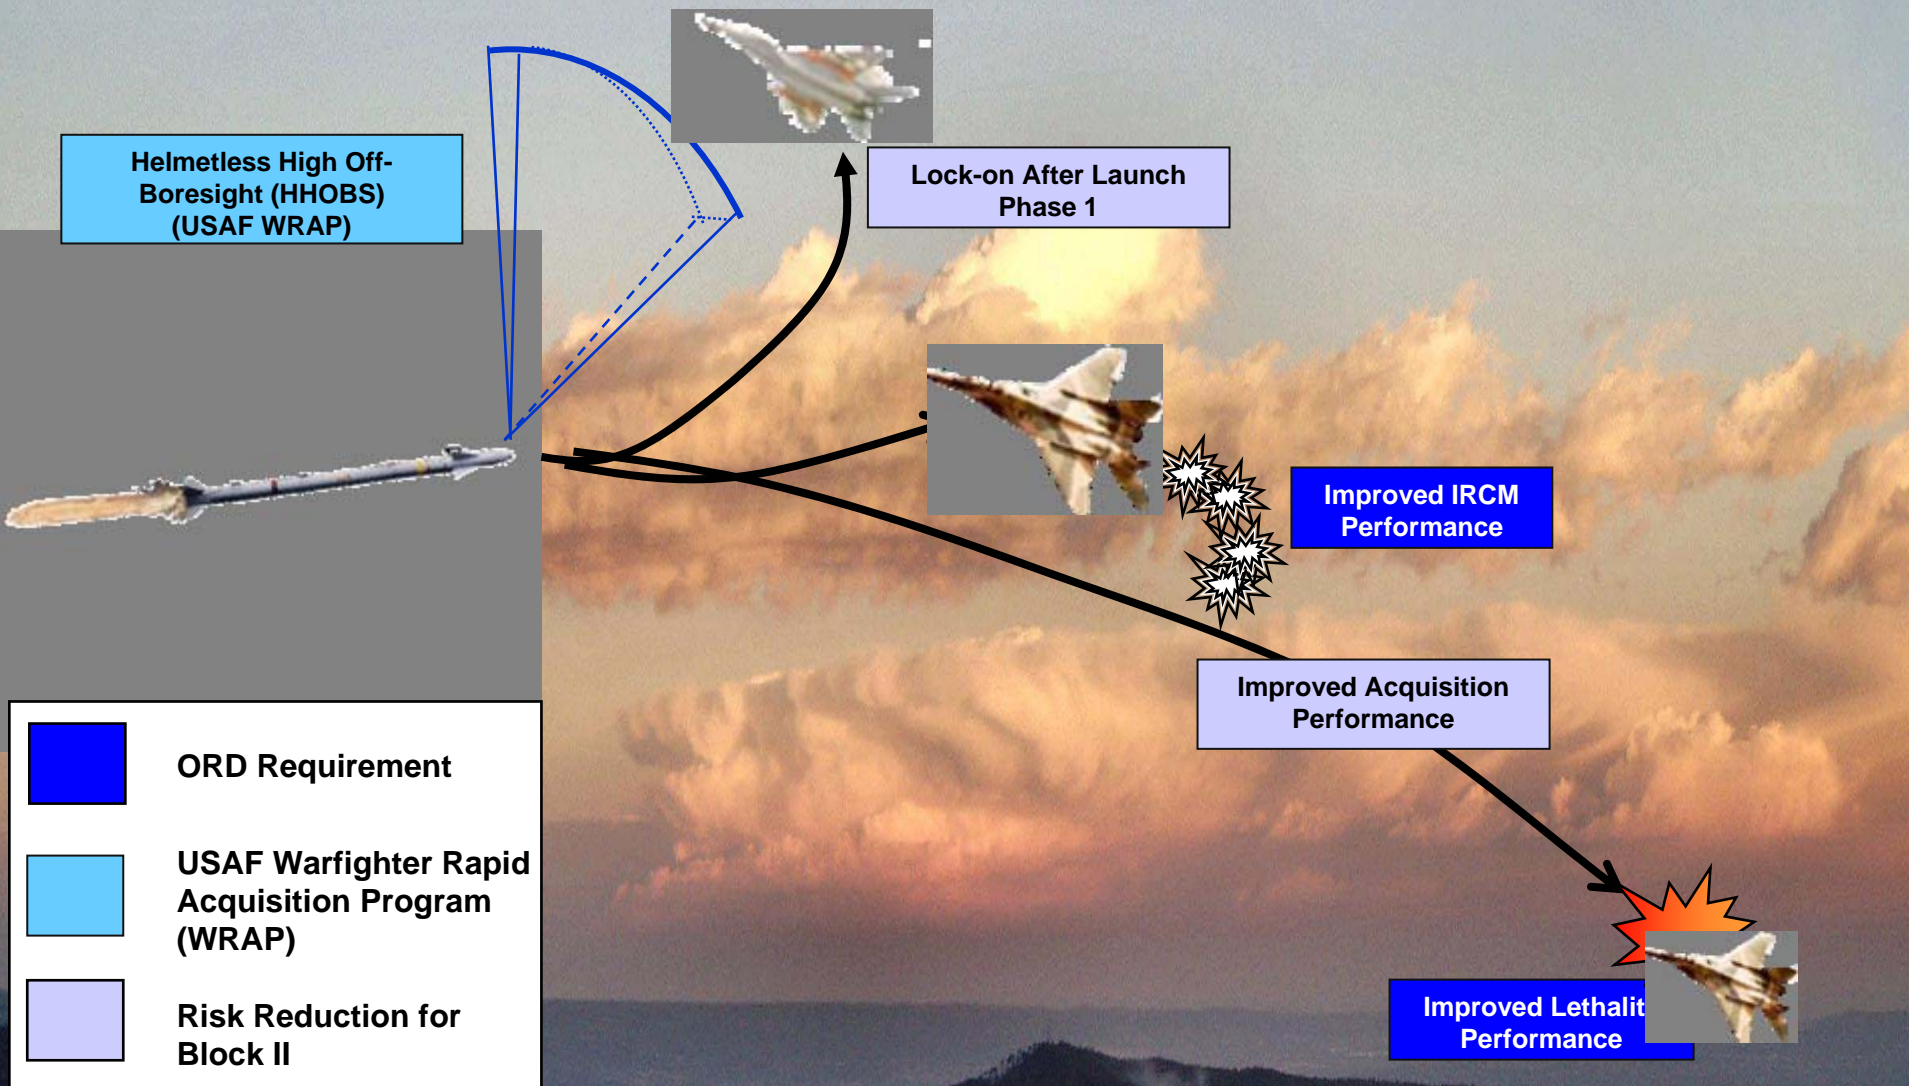 Helmetless High Off-
Boresight (HHOBS)
(USAF WRAP)
Lock-on After Launch
Phase 1
Improved IRCM
Performance
Improved Acquisition
Performance
ORD Requirement
USAF Warfighter Rapid
Acquisition Program
(WRAP)
Risk Reduction for
Block II
Improved Lethalit
Performance